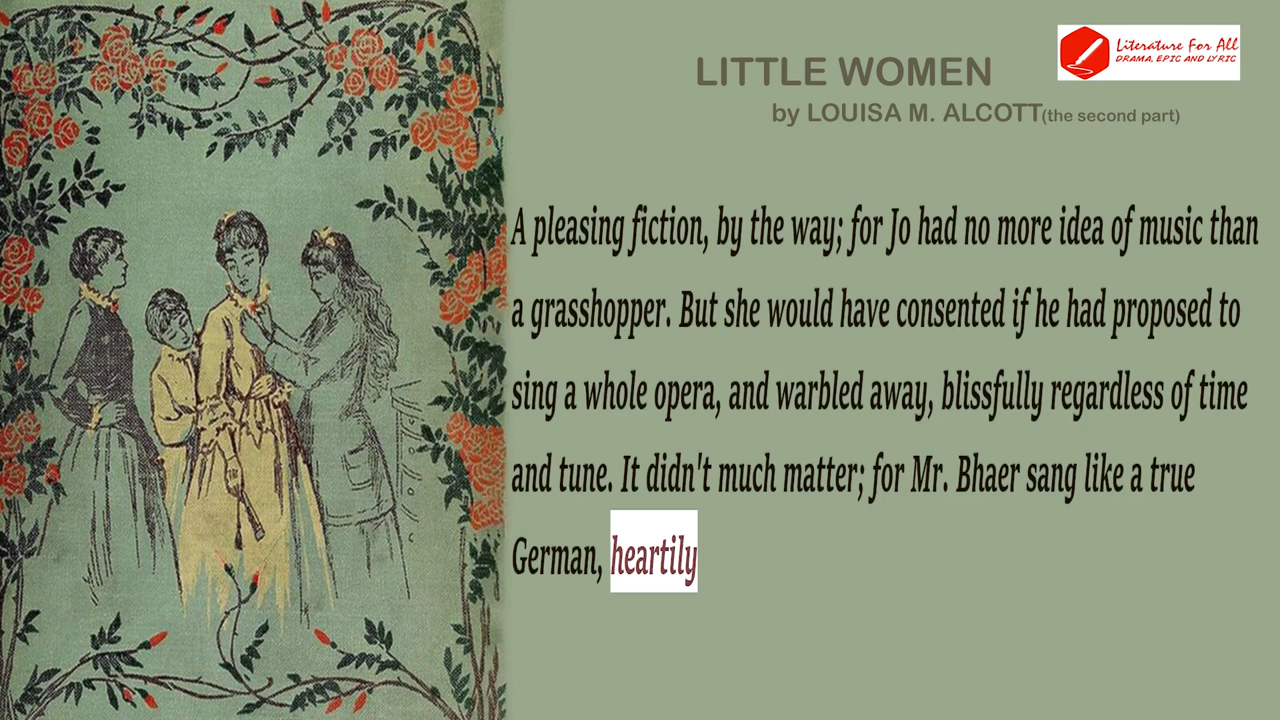 LITTLE WOMEN
by LOUISA M. ALCOTT(the second part)
Literature For All
DRAMA, EPIC AND LYRIC
A pleasing fiction, by the way; for Jo had no more idea of music than
a grasshopper. But she would have consented if he had proposed to
sing a whole opera, and warbled away, blissfully regardless of time
and tune. It didn't much matter; for Mr. Bhaer sang like a true
German, heartily